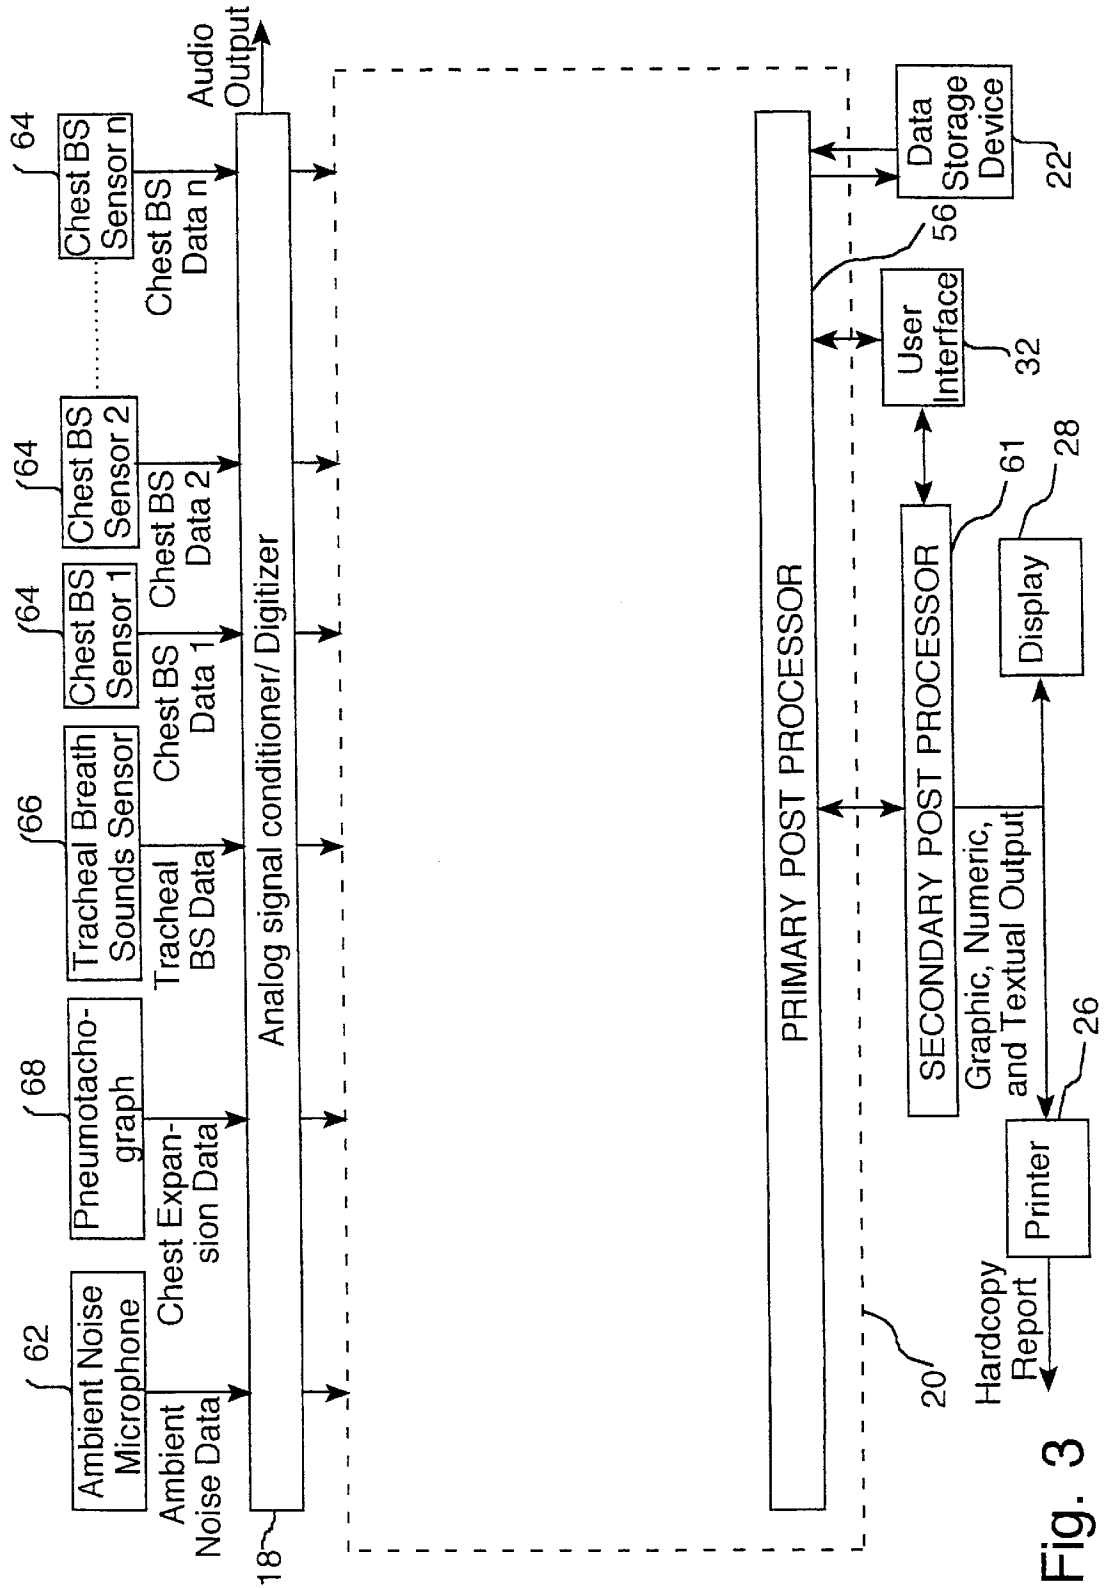 62
68
66
64
64
64
Ambient Noise
Microphone
Pneumotacho-
graph
Tracheal Breath
Sounds Sensor
Chest BS
Sensor 1
Chest BS
Sensor 2
Chest BS
Sensor n
Ambient
Noise Data
Chest Expan-
sion Data
Tracheal
BS Data
Chest BS
Data 1
Chest BS
Data 2
Chest BS
Data n
Audio
Output
18
Analog signal conditioner/ Digitizer
PRIMARY POST PROCESSOR
20
56
SECONDARY POST PROCESSOR
61
User
Interface
32
Data
Storage
Device
22
Graphic, Numeric,
and Textual Output
Hardcopy
Report
Printer
26
Display
28
Fig. 3